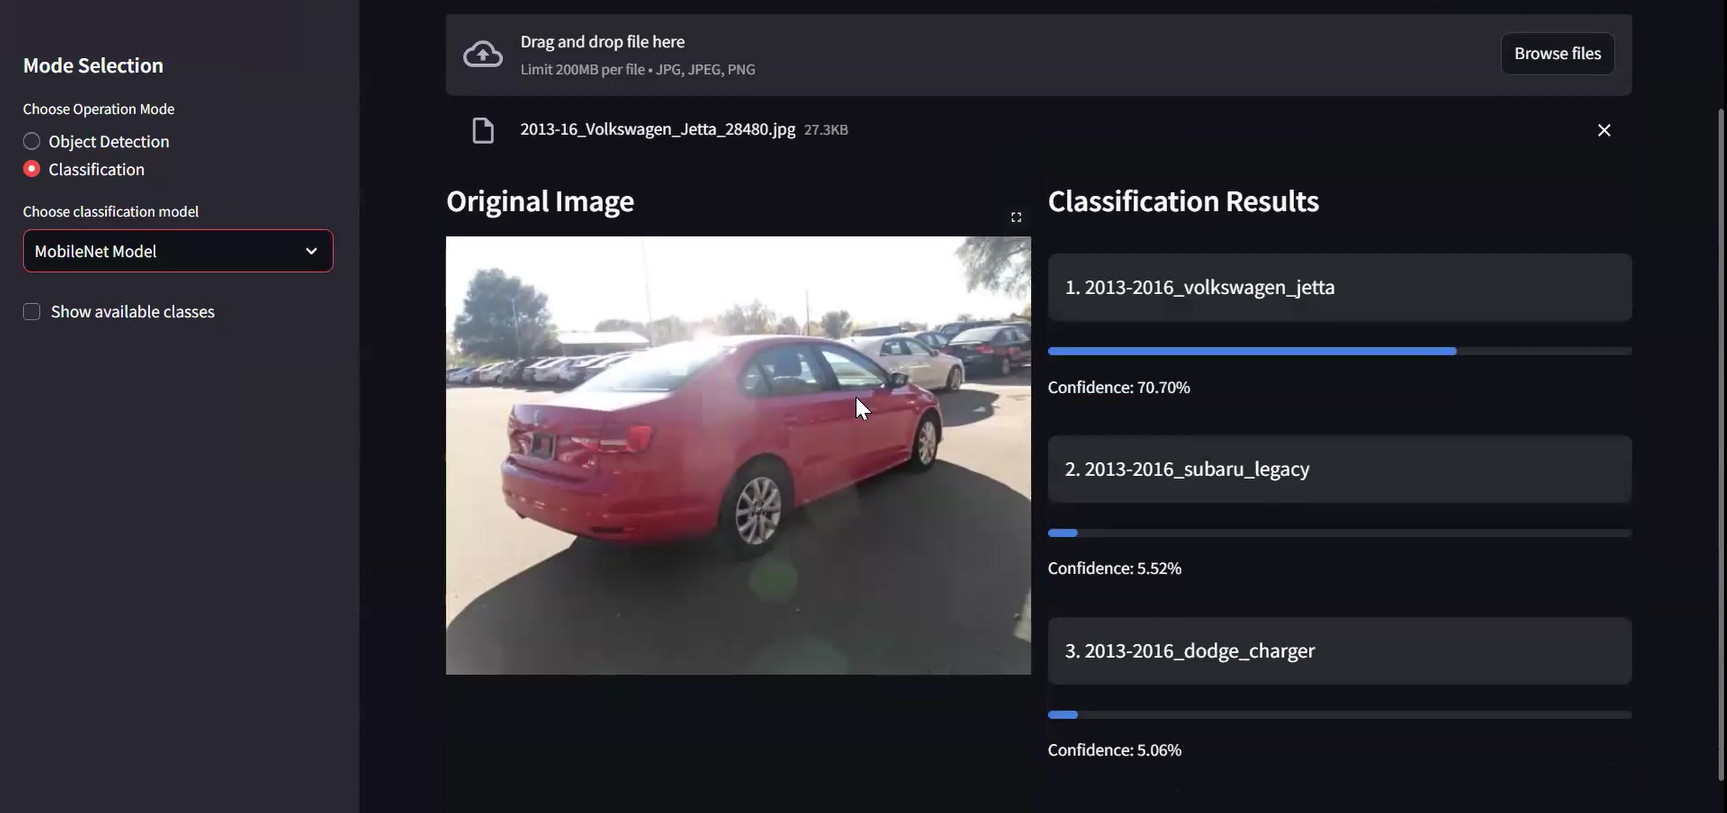 Mode Selection
Choose Operation Mode
Object Detection
Classification
Choose classification model
MobileNet Model
Show available classes
Drag and drop file here
Limit 200MB per file • JPG, JPEG, PNG
Browse files
2013-16_Volkswagen_Jetta_28480.jpg 27.3KB
Original Image
Classification Results
1. 2013-2016_volkswagen_jetta
Confidence: 70.70%
2. 2013-2016_subaru_legacy
Confidence: 5.52%
3. 2013-2016_dodge_charger
Confidence: 5.06%